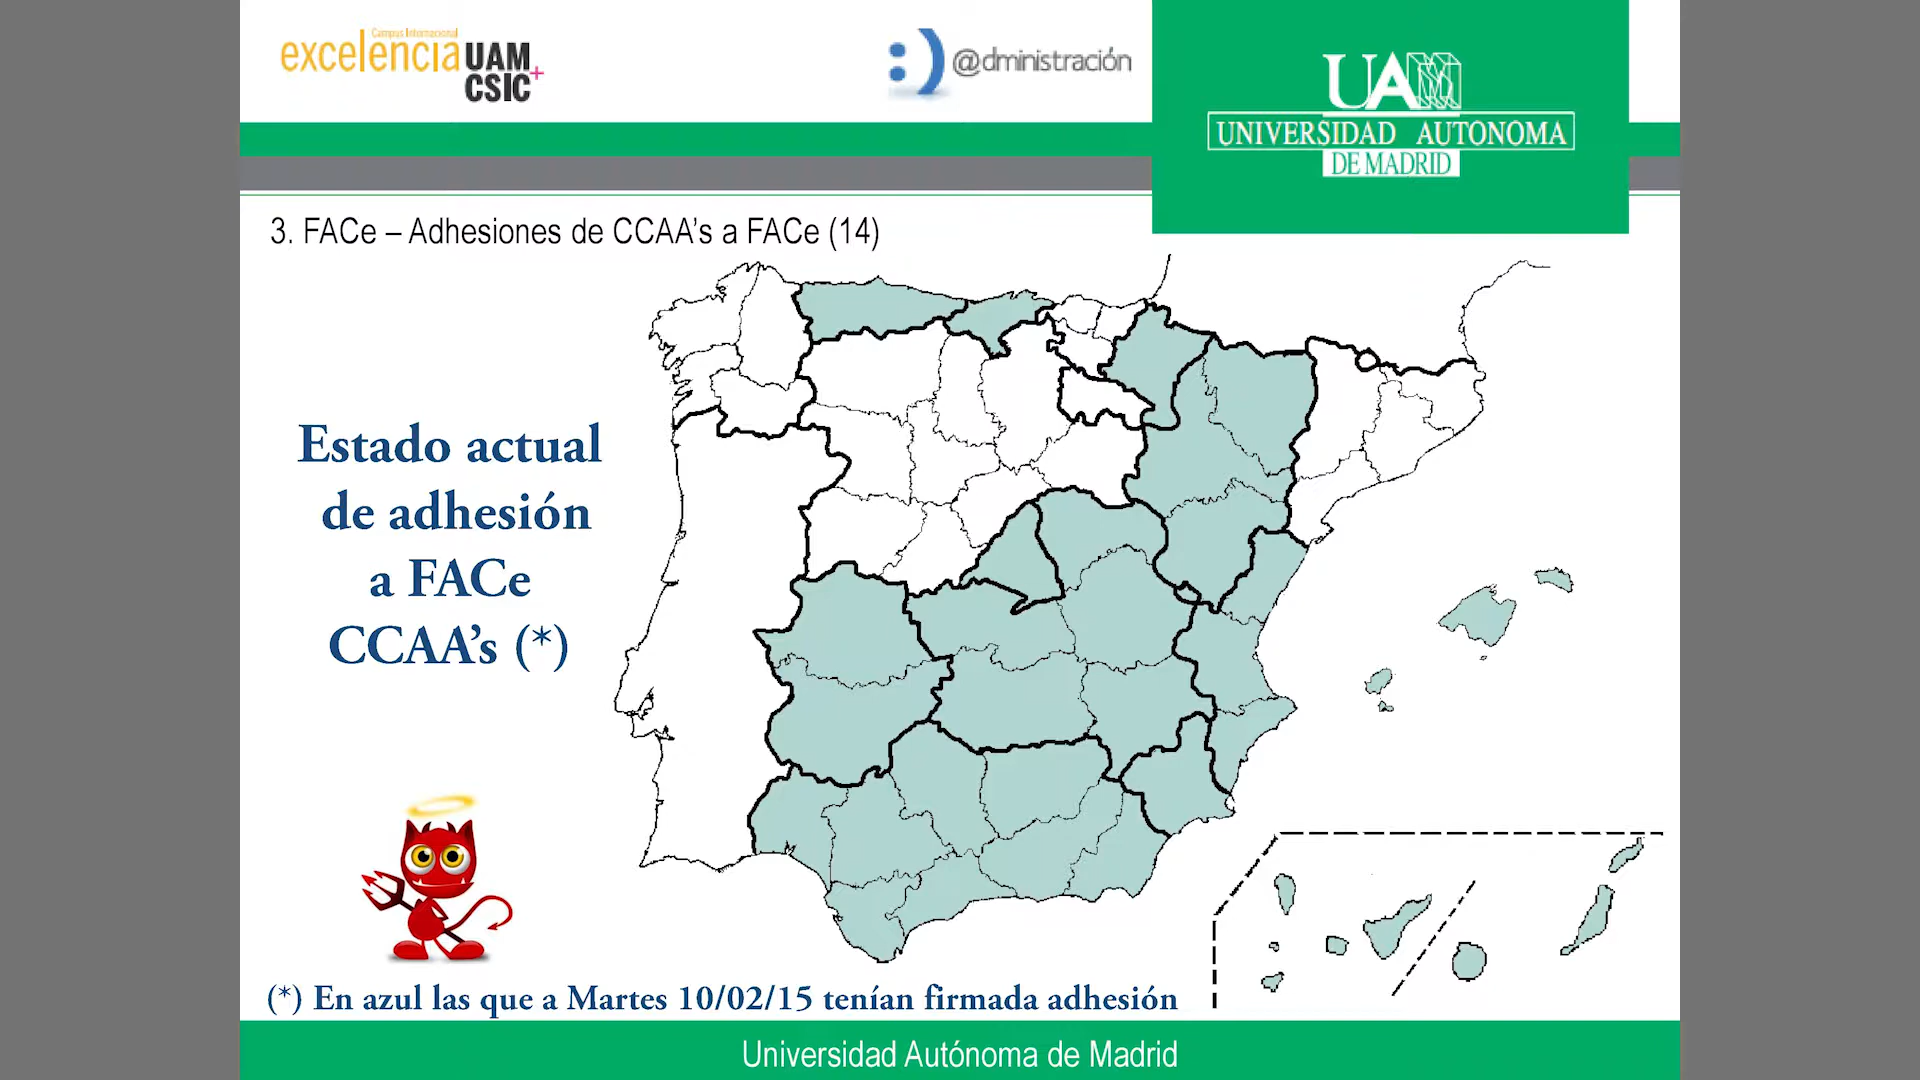 Campus Internacional
excelencia UAM
CSIC+
:) @dministración
UAM
UNIVERSIDAD AUTONOMA
DE MADRID
3. FACe – Adhesiones de CCAA’s a FACe (14)
Estado actual
de adhesión
a FACe
CCAA’s (*)
(*) En azul las que a Martes 10/02/15 tenían firmada adhesión
Universidad Autónoma de Madrid